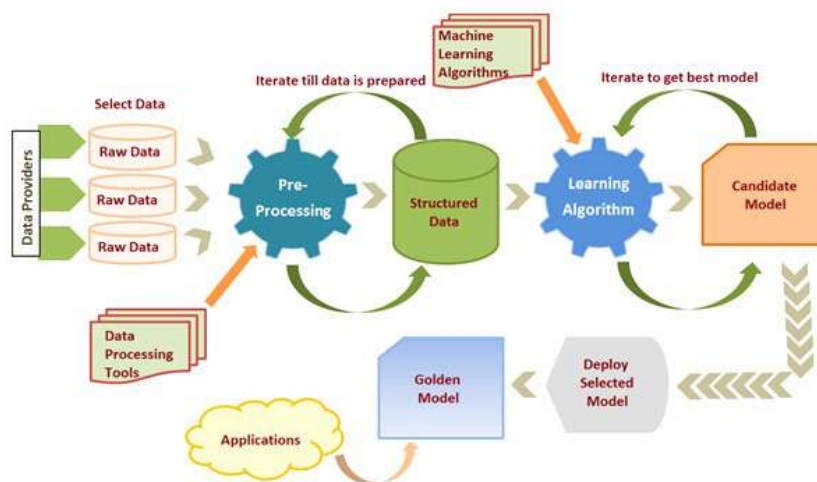 Machine
Learning
Algorithms
Iterate till data is prepared
Iterate to get best model
Select Data
Data Providers
Raw Data
Raw Data
Raw Data
Pre-
Processing
Structured
Data
Learning
Algorithm
Candidate
Model
Data
Processing
Tools
Golden
Model
Deploy
Selected
Model
Applications